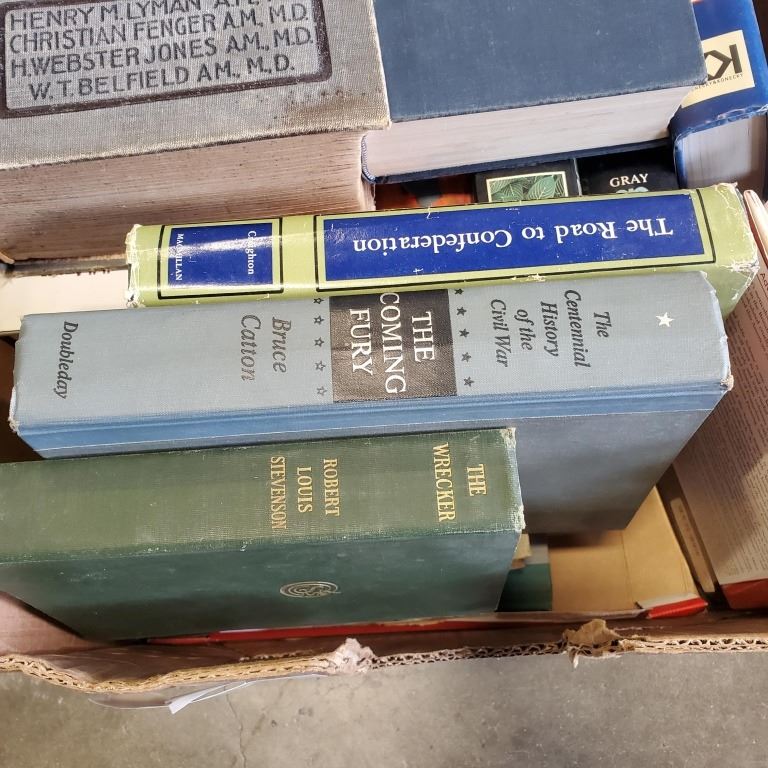 HENRY M. LYMAN A.M.
CHRISTIAN FENGER A.M., M.D.
H. WEBSTER JONES A.M., M.D.
W. T. BELFIELD A.M., M.D.
GRAY
The Road to Confederation
Creighton
MACMILLAN
The
Centennial
History
of the
Civil War
THE
COMING
FURY
Bruce
Catton
Doubleday
THE
WRECKER
ROBERT
LOUIS
STEVENSON